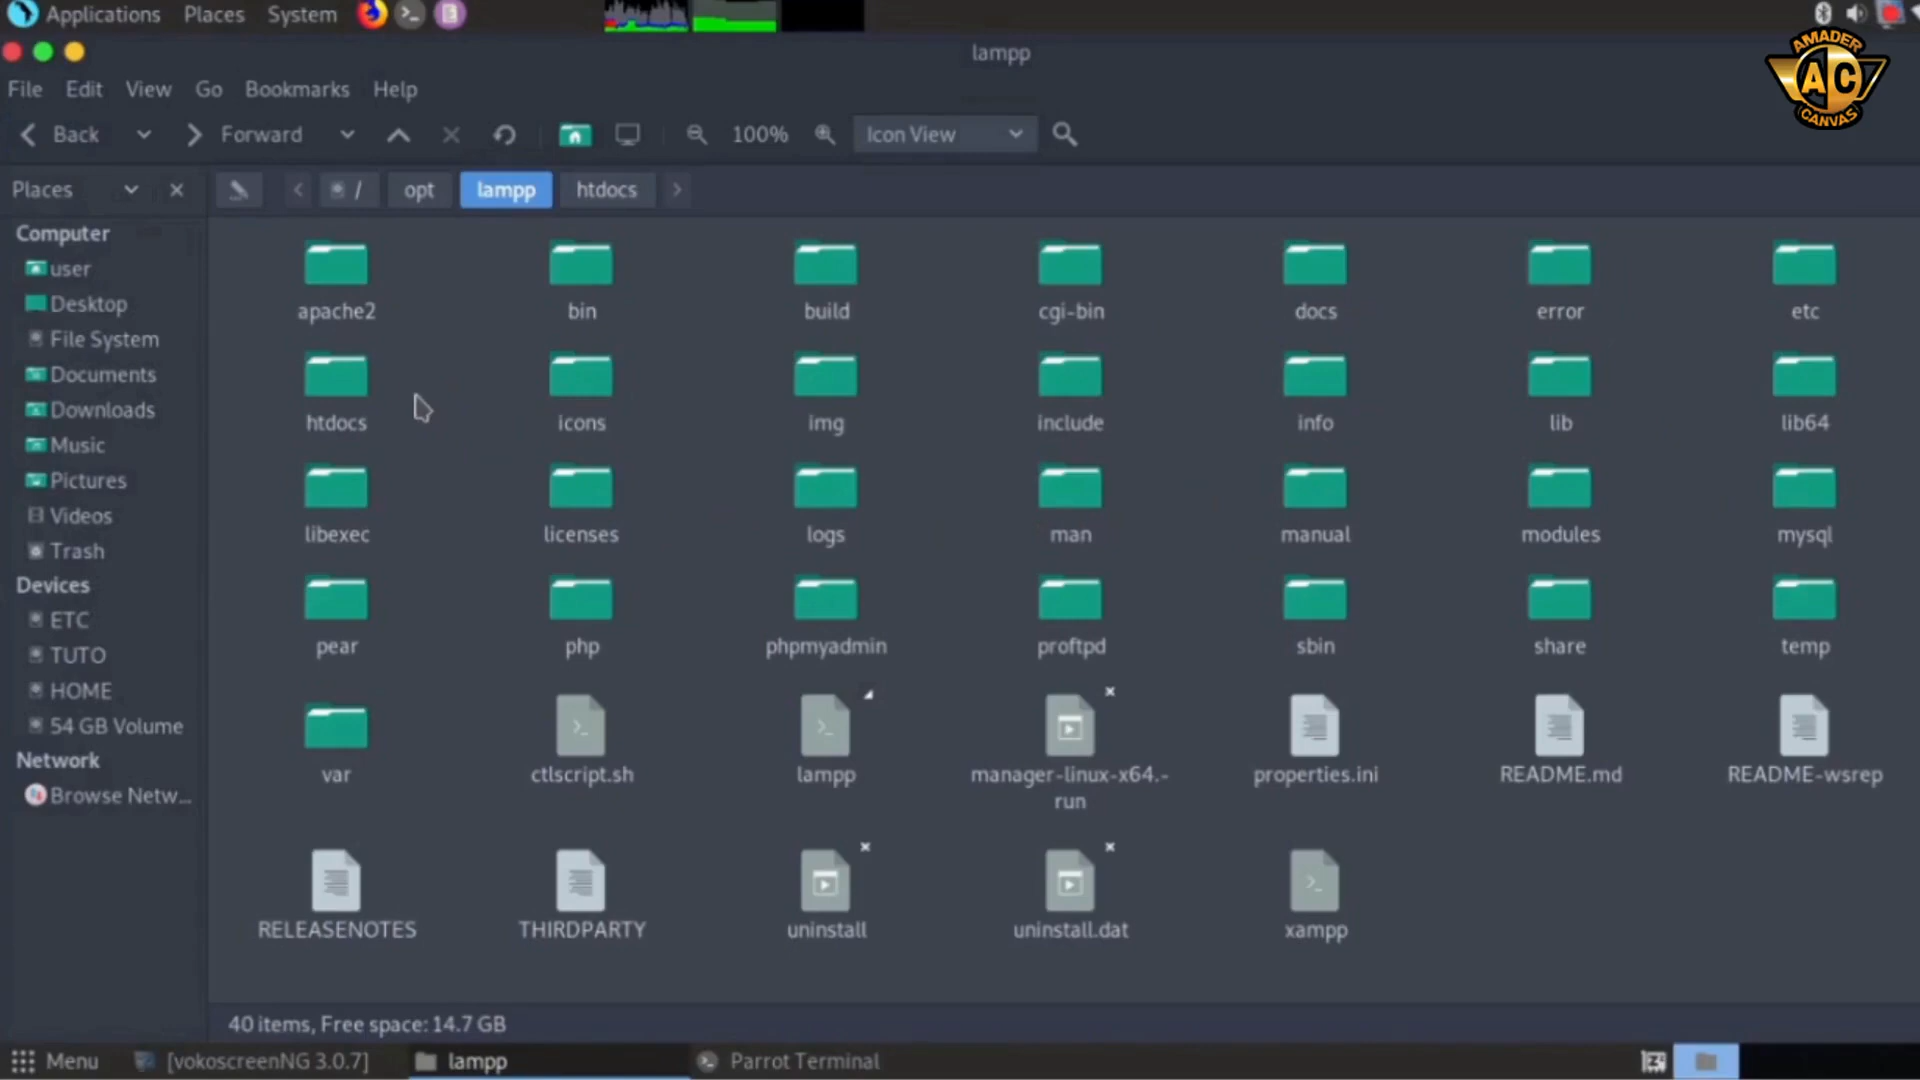 Applications Places System
lampp
AMADER
AC
CANVAS
File Edit View Go Bookmarks Help
Back Forward 100% Icon View
Places / opt lampp htdocs
Computer
user
Desktop
File System
Documents
Downloads
Music
Pictures
Videos
Trash
Devices
ETC
TUTO
HOME
54 GB Volume
Network
Browse Netw...
apache2 bin build cgi-bin docs error etc
htdocs icons img include info lib lib64
libexec licenses logs man manual modules mysql
pear php phpmyadmin proftpd sbin share temp
var ctlscript.sh lampp manager-linux-x64.- properties.ini README.md README-wsrep
run
RELEASENOTES THIRDPARTY uninstall uninstall.dat xampp
40 items, Free space: 14.7 GB
Menu [vokoscreenNG 3.0.7] lampp Parrot Terminal